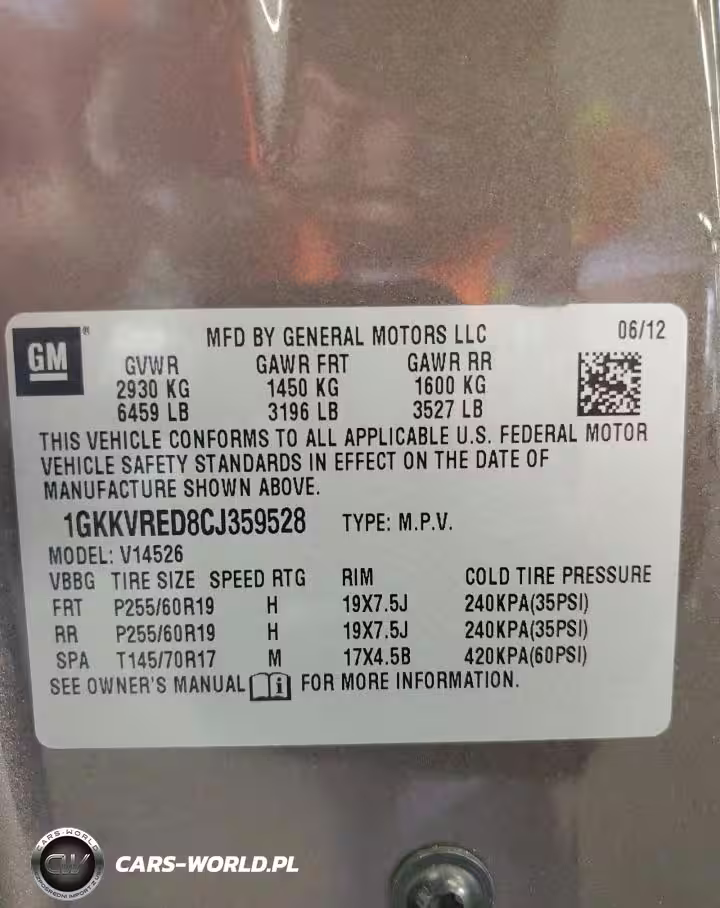 GM®
MFD BY GENERAL MOTORS LLC 06/12
GVWR GAWR FRT GAWR RR
2930 KG 1450 KG 1600 KG
6459 LB 3196 LB 3527 LB
THIS VEHICLE CONFORMS TO ALL APPLICABLE U.S. FEDERAL MOTOR
VEHICLE SAFETY STANDARDS IN EFFECT ON THE DATE OF
MANUFACTURE SHOWN ABOVE.
1GKKVRED8CJ359528 TYPE: M.P.V.
MODEL: V14526
VBBG TIRE SIZE SPEED RTG RIM COLD TIRE PRESSURE
FRT P255/60R19 H 19X7.5J 240KPA(35PSI)
RR P255/60R19 H 19X7.5J 240KPA(35PSI)
SPA T145/70R17 M 17X4.5B 420KPA(60PSI)
SEE OWNER'S MANUAL i FOR MORE INFORMATION.
CARS-WORLD
CW
CARS-WORLD.PL